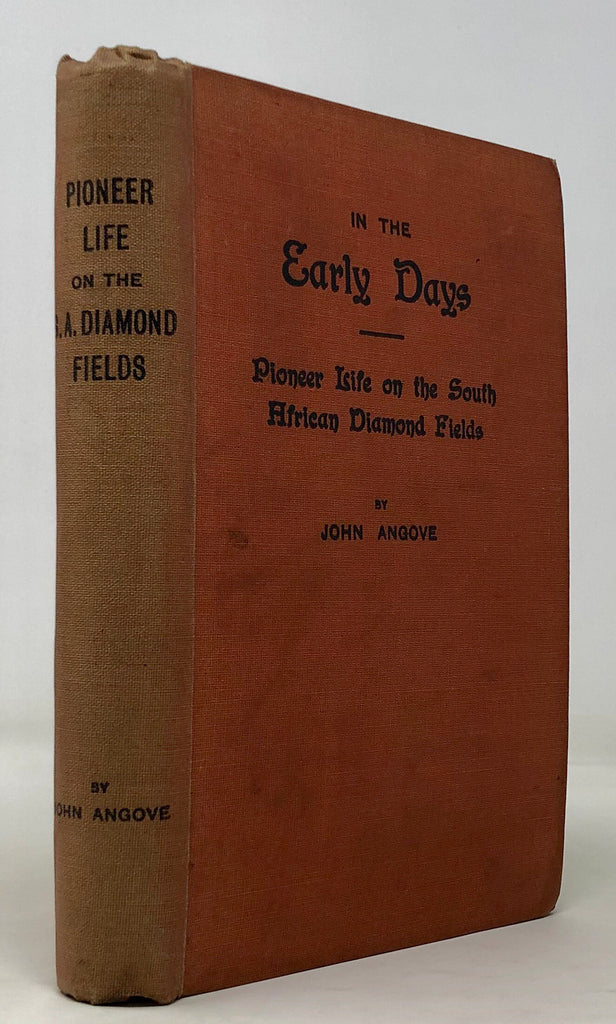 PIONEER
LIFE
ON THE
S.A. DIAMOND
FIELDS
BY
JOHN ANGOVE
IN THE
Early Days
Pioneer Life on the South
African Diamond Fields
BY
JOHN ANGOVE